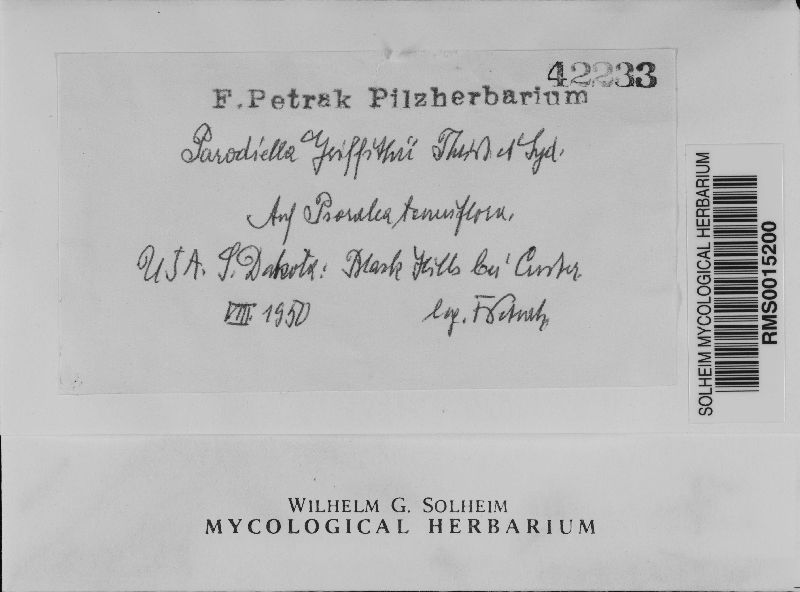 42233
F. Petrak Pilzherbarium
Parodiella Griffithii Theiss et Syd.
Auf Psoralea tenuiflora.
USA. S. Dakota: Black Hills bei Custer
VIII 1950 leg. F. Petrak
SOLHEIM MYCOLOGICAL HERBARIUM
RMS0015200
WILHELM G. SOLHEIM
MYCOLOGICAL HERBARIUM